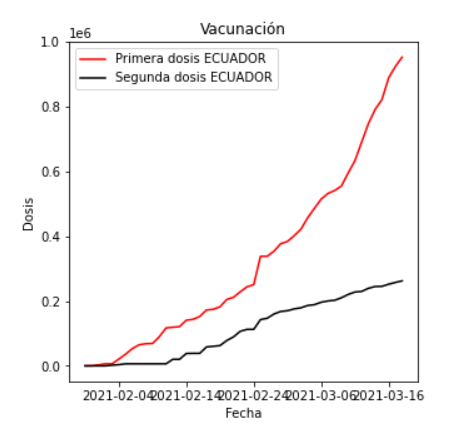 Vacunación
1e6
1.0
Primera dosis ECUADOR
Segunda dosis ECUADOR
0.8
0.6
Dosis
0.4
0.2
0.0
2021-02-04 2021-02-14 2021-02-24 2021-03-06 2021-03-16
Fecha